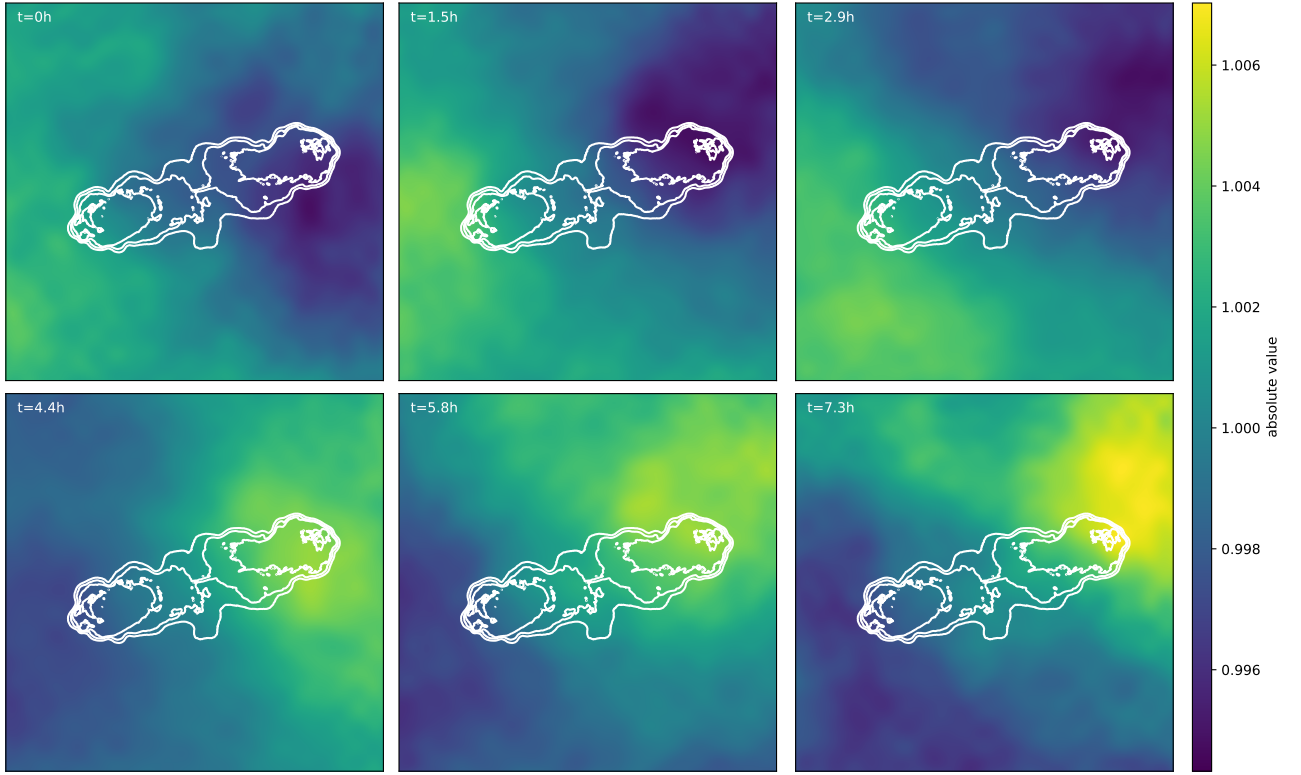 t=0h
t=1.5h
t=2.9h
t=4.4h
t=5.8h
t=7.3h
1.006
1.004
1.002
1.000
0.998
0.996
absolute value